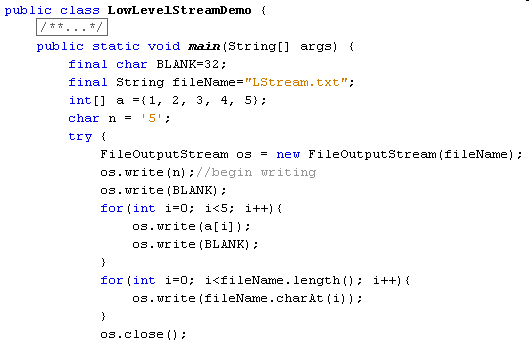 public class LowLevelStreamDemo {
/**...*/
public static void main(String[] args) {
final char BLANK=32;
final String fileName="LStream.txt";
int[] a ={1, 2, 3, 4, 5};
char n = '5';
try {
FileOutputStream os = new FileOutputStream(fileName);
os.write(n);//begin writing
os.write(BLANK);
for(int i=0; i<5; i++){
os.write(a[i]);
os.write(BLANK);
}
for(int i=0; i<fileName.length(); i++){
os.write(fileName.charAt(i));
}
os.close();